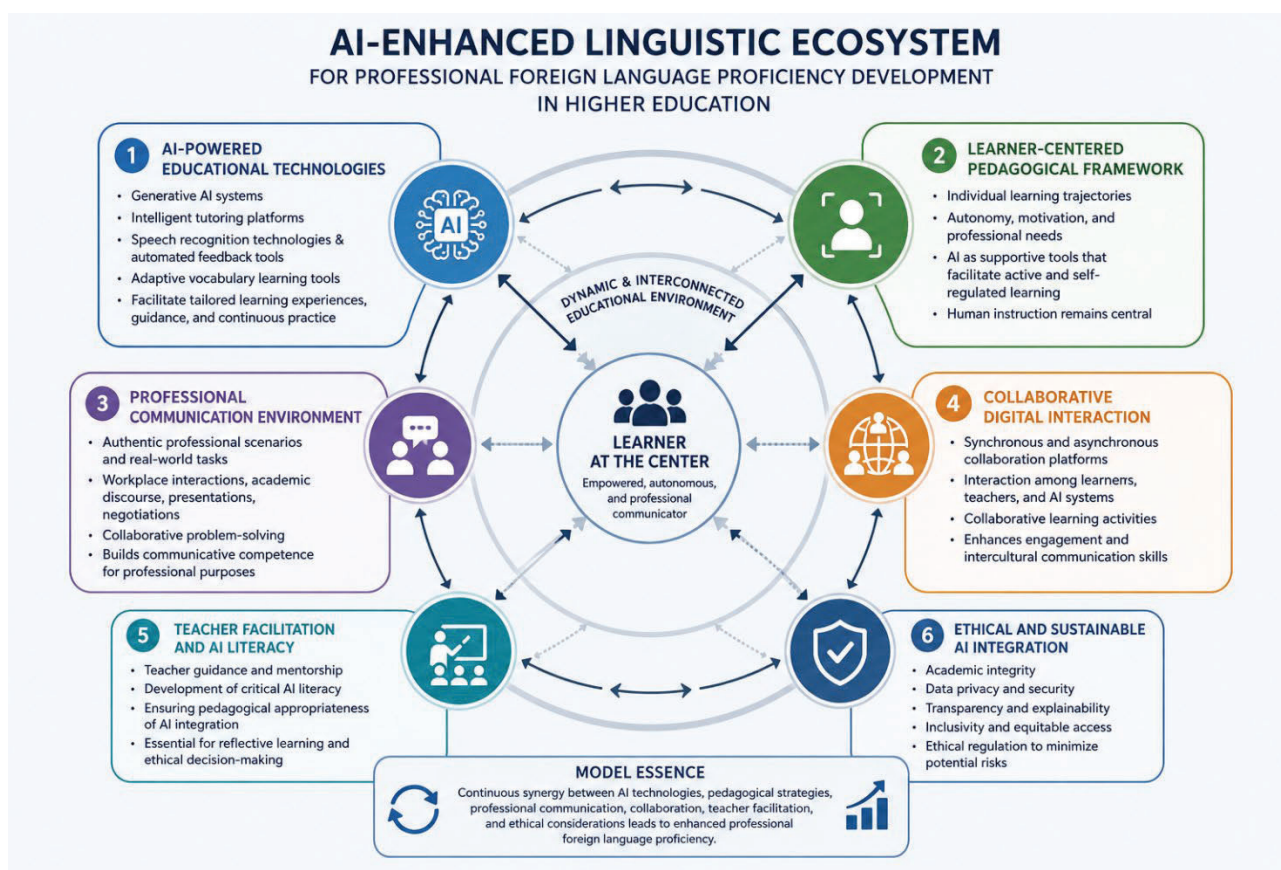 AI-ENHANCED LINGUISTIC ECOSYSTEM
FOR PROFESSIONAL FOREIGN LANGUAGE PROFICIENCY DEVELOPMENT
IN HIGHER EDUCATION
1
AI-POWERED
EDUCATIONAL TECHNOLOGIES
• Generative AI systems
• Intelligent tutoring platforms
• Speech recognition technologies &
automated feedback tools
• Adaptive vocabulary learning tools
• Facilitate tailored learning experiences,
guidance, and continuous practice
AI
2
LEARNER-CENTERED
PEDAGOGICAL FRAMEWORK
• Individual learning trajectories
• Autonomy, motivation, and
professional needs
• AI as supportive tools that
facilitate active and self-
regulated learning
• Human instruction remains central
DYNAMIC & INTERCONNECTED
EDUCATIONAL ENVIRONMENT
3
PROFESSIONAL
COMMUNICATION ENVIRONMENT
• Authentic professional scenarios
and real-world tasks
• Workplace interactions, academic
discourse, presentations,
negotiations
• Collaborative problem-solving
• Builds communicative competence
for professional purposes
LEARNER
AT THE CENTER
Empowered, autonomous,
and professional
communicator
4
COLLABORATIVE
DIGITAL INTERACTION
• Synchronous and asynchronous
collaboration platforms
• Interaction among learners,
teachers, and AI systems
• Collaborative learning activities
• Enhances engagement and
intercultural communication skills
5
TEACHER FACILITATION
AND AI LITERACY
• Teacher guidance and mentorship
• Development of critical AI literacy
• Ensuring pedagogical appropriateness
of AI integration
• Essential for reflective learning and
ethical decision-making
6
ETHICAL AND SUSTAINABLE
AI INTEGRATION
• Academic integrity
• Data privacy and security
• Transparency and explainability
• Inclusivity and equitable access
• Ethical regulation to minimize
potential risks
MODEL ESSENCE
Continuous synergy between AI technologies, pedagogical strategies,
professional communication, collaboration, teacher facilitation,
and ethical considerations leads to enhanced professional
foreign language proficiency.